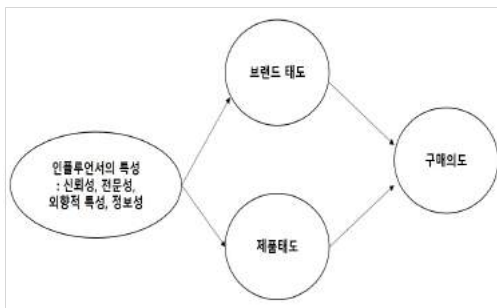 브랜드 태도
인플루언서의 특성
: 신뢰성, 전문성,
외향적 특성, 정보성
구매의도
제품태도